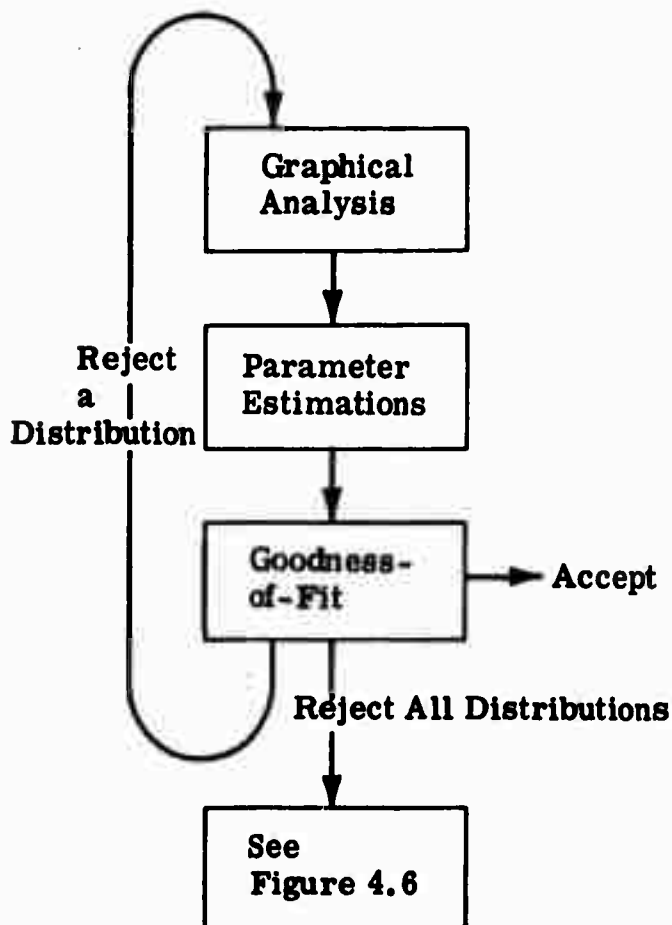 Graphical
Analysis
Reject
a
Distribution
Parameter
Estimations
Goodness-
of-Fit
Accept
Reject All Distributions
See
Figure 4.6